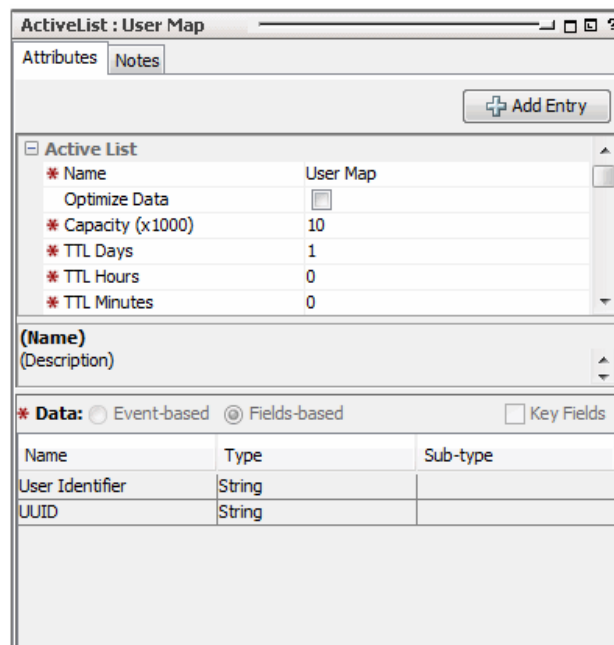 ActiveList : User Map
Attributes Notes
Add Entry
Active List
* Name User Map
Optimize Data
* Capacity (x1000) 10
* TTL Days 1
* TTL Hours 0
* TTL Minutes 0
(Name)
(Description)
* Data: Event-based Fields-based Key Fields
Name Type Sub-type
User Identifier String
UUID String